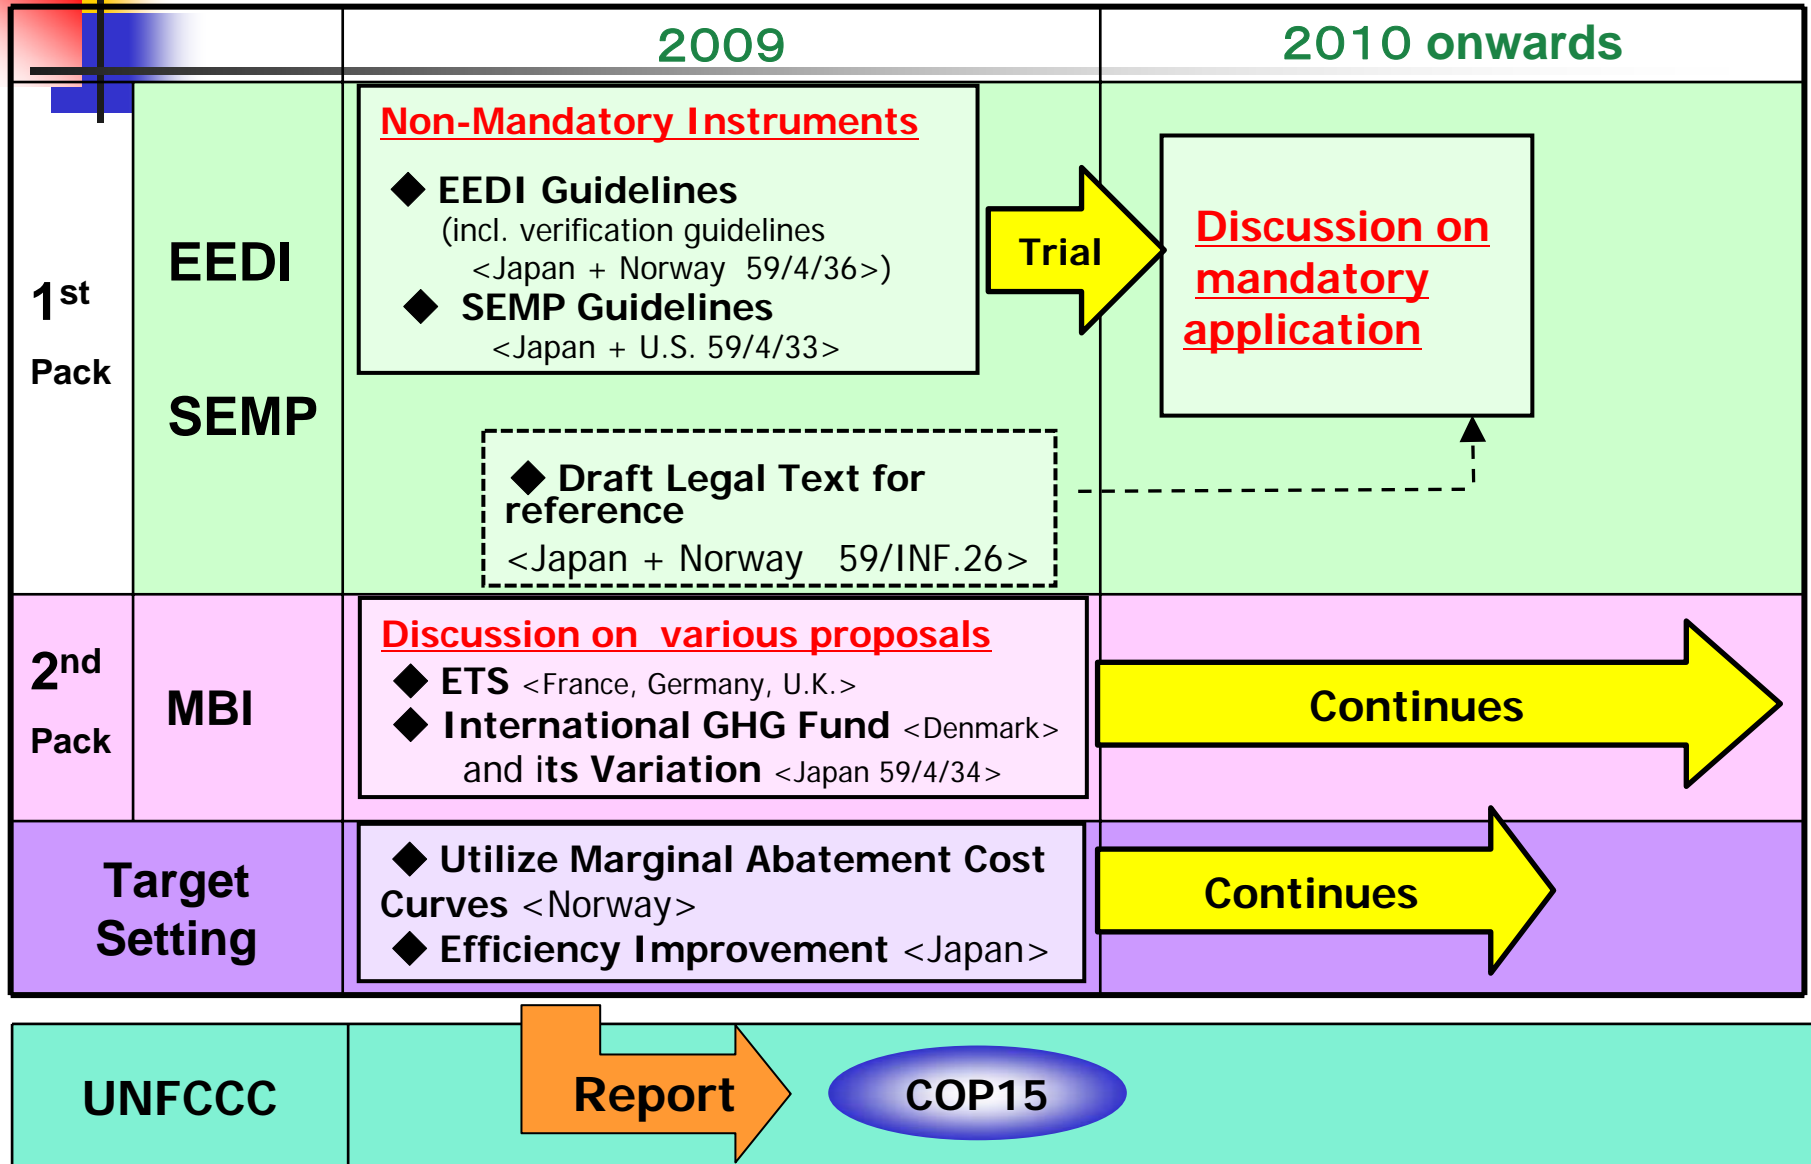 2009
2010 onwards
1st
Pack
EEDI
SEMP
Non-Mandatory Instruments
◆ EEDI Guidelines
(incl. verification guidelines
<Japan + Norway 59/4/36>)
◆ SEMP Guidelines
<Japan + U.S. 59/4/33>
Trial
Discussion on
mandatory
application
◆ Draft Legal Text for
reference
<Japan + Norway 59/INF.26>
2nd
Pack
MBI
Discussion on various proposals
◆ ETS <France, Germany, U.K.>
◆ International GHG Fund <Denmark>
and its Variation <Japan 59/4/34>
Continues
Target
Setting
◆ Utilize Marginal Abatement Cost
Curves <Norway>
◆ Efficiency Improvement <Japan>
Continues
UNFCCC
Report
COP15